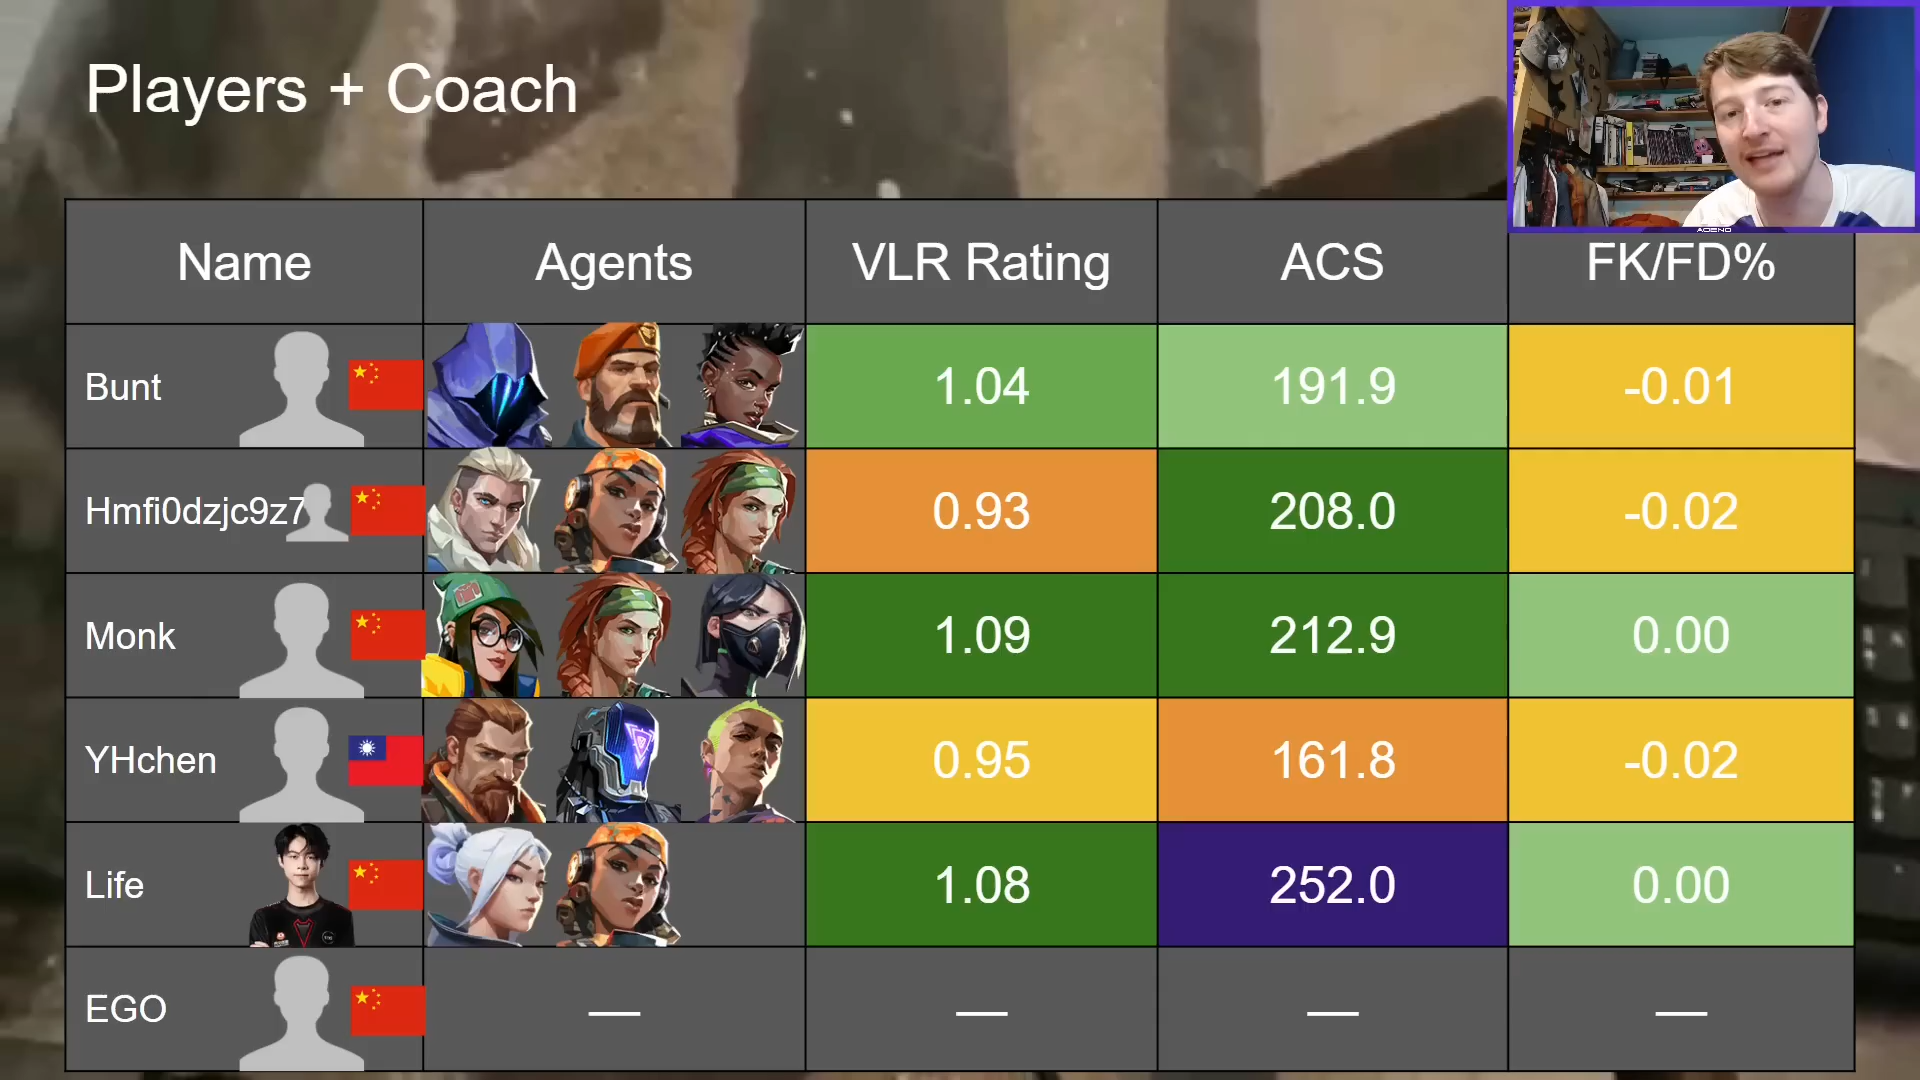 Players + Coach
Name Agents VLR Rating ACS FK/FD%
Bunt 1.04 191.9 -0.01
Hmfi0dzjc9z7 0.93 208.0 -0.02
Monk 1.09 212.9 0.00
YHchen 0.95 161.8 -0.02
Life 1.08 252.0 0.00
EGO — — — —